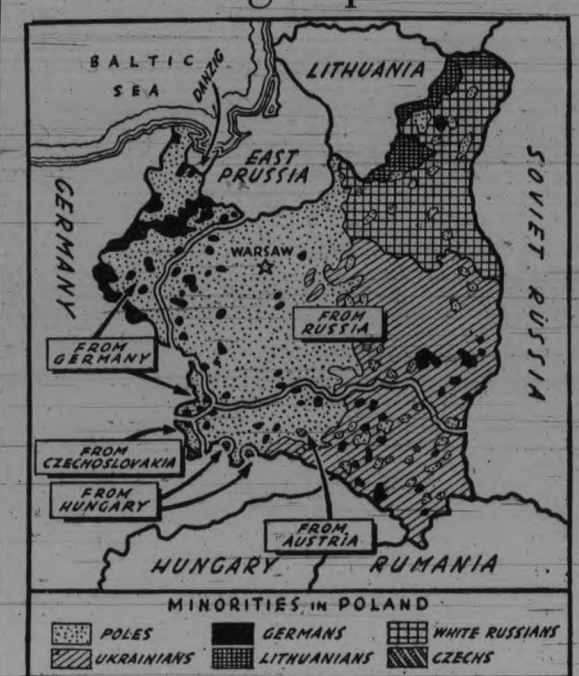 BALTIC
SEA
DANZIG
LITHUANIA
EAST
PRUSSIA
GERMANY
SOVIET RUSSIA
WARSAW
FROM
RUSSIA
FROM
GERMANY
FROM
CZECHOSLOVAKIA
FROM
HUNGARY
FROM
AUSTRIA
HUNGARY
RUMANIA
MINORITIES IN POLAND
POLES
GERMANS
WHITE RUSSIANS
UKRAINIANS
LITHUANIANS
CZECHS